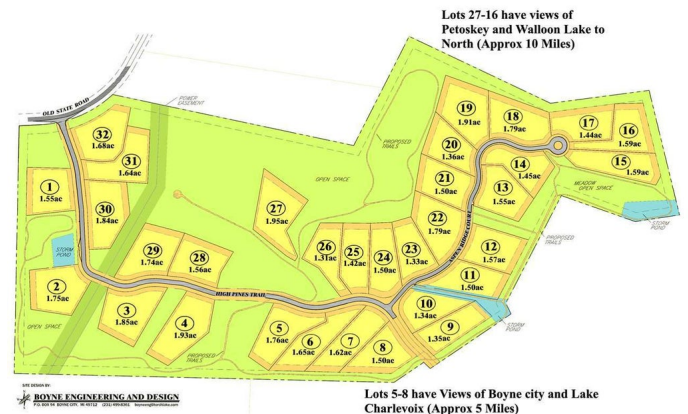 Lots 27-16 have views of
Petoskey and Walloon Lake to
North (Approx 10 Miles)
OLD STATE ROAD
POWER
EASEMENT
PROPOSED
TRAILS
OPEN SPACE
19
1.91ac
18
1.79ac
17
1.44ac
16
1.59ac
15
1.59ac
20
1.36ac
14
1.45ac
13
1.55ac
21
1.50ac
22
1.79ac
MEADOW
OPEN SPACE
STORM
POND
32
1.68ac
31
1.64ac
1
1.55ac
30
1.84ac
27
1.95ac
26
1.31ac
25
1.42ac
24
1.50ac
23
1.33ac
ASPEN RIDGE COURT
PROPOSED
TRAILS
12
1.57ac
11
1.50ac
STORM
POND
29
1.74ac
28
1.56ac
2
1.75ac
HIGH PINES TRAIL
3
1.85ac
4
1.93ac
5
1.76ac
6
1.65ac
7
1.62ac
8
1.50ac
10
1.34ac
9
1.35ac
STORM
POND
OPEN SPACE
PROPOSED
TRAILS
SITE DESIGN BY:
BOYNE ENGINEERING AND DESIGN
Lots 5-8 have Views of Boyne city and Lake
Charlevoix (Approx 5 Miles)